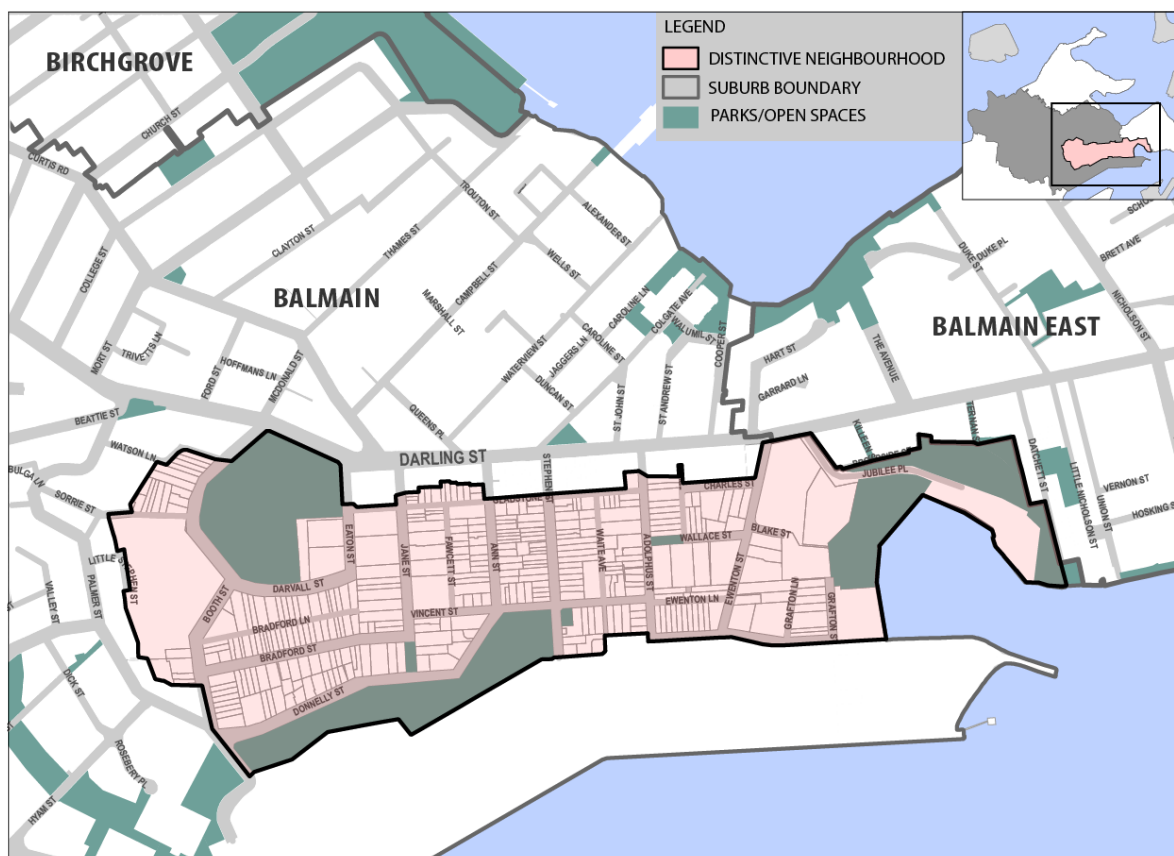 LEGEND
DISTINCTIVE NEIGHBOURHOOD
SUBURB BOUNDARY
PARKS/OPEN SPACES
BIRCHGROVE
CHURCH ST
CURTIS RD
COLLEGE ST
CLAYTON ST
THAMES ST
TROUTON ST
ALEXANDER ST
WELLS ST
CAMPBELL ST
MARSHALL ST
BALMAIN
CAROLINE LN
COLGATE AVE
WALUMIL ST
COOPER ST
WATERVIEW ST
CAROLINE ST
JAGGERS LN
DUNCAN ST
ST JOHN ST
ST ANDREW ST
MORT ST
TRIVETTS LN
HOFFMANS LN
FORD ST
MCDONALD ST
QUEENS PL
BEATTIE ST
WATSON LN
DARLING ST
STEPHEN ST
BALMAIN EAST
DUKE ST
DUKE PL
BRETT AVE
NICHOLSON ST
THE AVENUE
HART ST
GARRARD LN
JUBILEE PL
DATCHETT ST
LITTLE NICHOLSON ST
UNION ST
VERNON ST
BULGA LN
SORRIE ST
PALMER ST
VALLEY ST
DICK ST
ROSEBERY PL
HYAM ST
BOOTH ST
DARVALL ST
EATON ST
JANE ST
FAWCETT ST
ANN ST
WAITE AVE
ADOLPHUS ST
CHARLES ST
WALLACE ST
BLAKE ST
EWENTON ST
EWENTON LN
GRAFTON LN
GRAFTON ST
VINCENT ST
BRADFORD LN
BRADFORD ST
DONNELLY ST